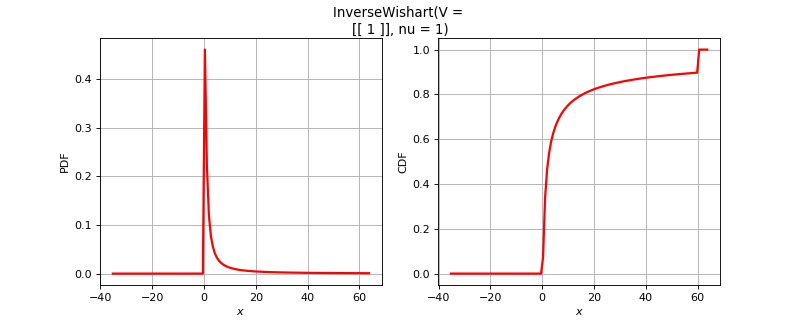 InverseWishart(V =
[[ 1 ]], nu = 1)
PDF
0.4
0.3
0.2
0.1
0.0
−40 −20 0 20 40 60
x
CDF
1.0
0.8
0.6
0.4
0.2
0.0
−40 −20 0 20 40 60
x